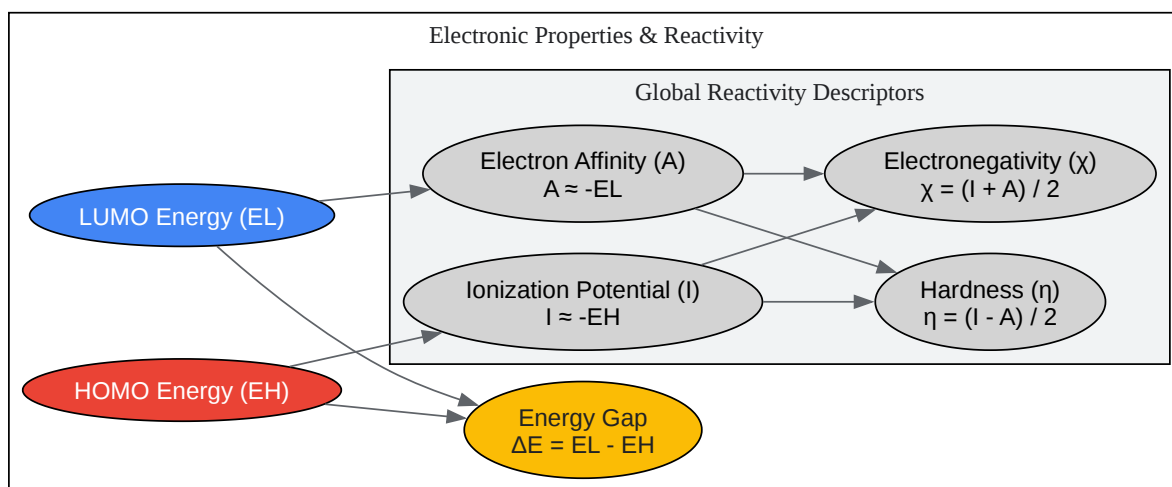 Electronic Properties & Reactivity
Global Reactivity Descriptors
Electron Affinity (A)
A ≈ -EL
Electronegativity (χ)
χ = (I + A) / 2
LUMO Energy (EL)
Ionization Potential (I)
I ≈ -EH
Hardness (η)
η = (I - A) / 2
HOMO Energy (EH)
Energy Gap
ΔE = EL - EH